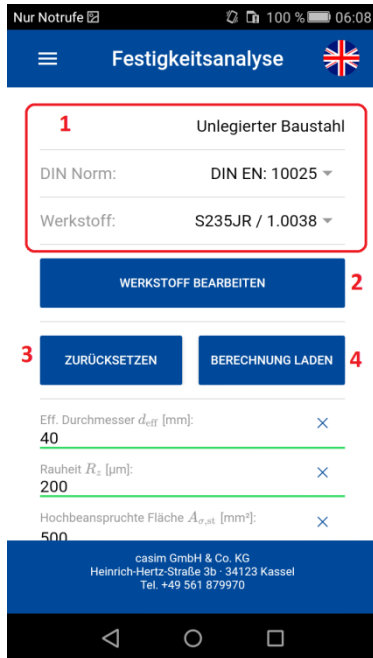 Nur Notrufe 100 % 06:08
Festigkeitsanalyse
1
Unlegierter Baustahl
DIN Norm: DIN EN: 10025
Werkstoff: S235JR / 1.0038
WERKSTOFF BEARBEITEN 2
3 ZURÜCKSETZEN BERECHNUNG LADEN 4
Eff. Durchmesser d_eff [mm]:
40
Rauheit R_z [µm]:
200
Hochbeanspruchte Fläche A_σ,st [mm²]:
500
casim GmbH & Co. KG
Heinrich-Hertz-Straße 3b · 34123 Kassel
Tel. +49 561 879970